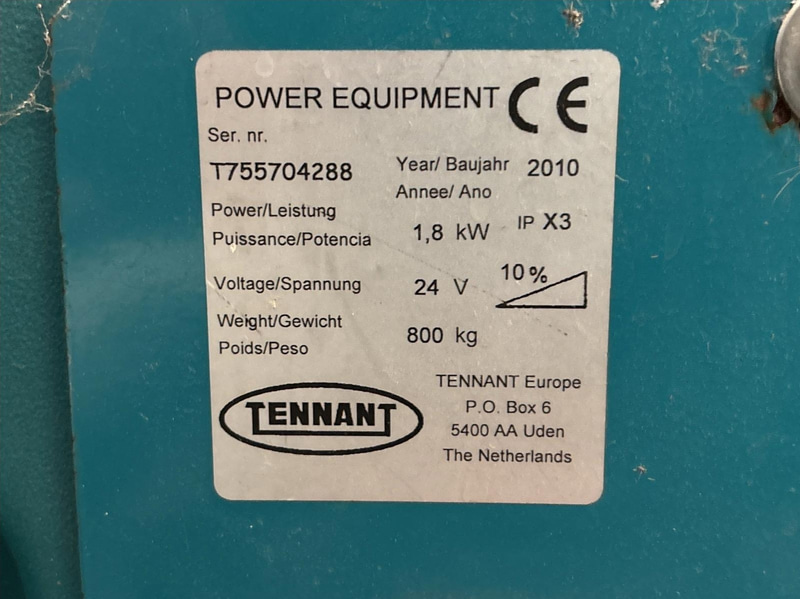 POWER EQUIPMENT CE
Ser. nr.
T755704288
Year/ Baujahr 2010
Annee/ Ano
Power/Leistung
Puissance/Potencia
1,8 kW
IP X3
Voltage/Spannung
24 V
10%
Weight/Gewicht
Poids/Peso
800 kg
TENNANT
TENNANT Europe
P.O. Box 6
5400 AA Uden
The Netherlands